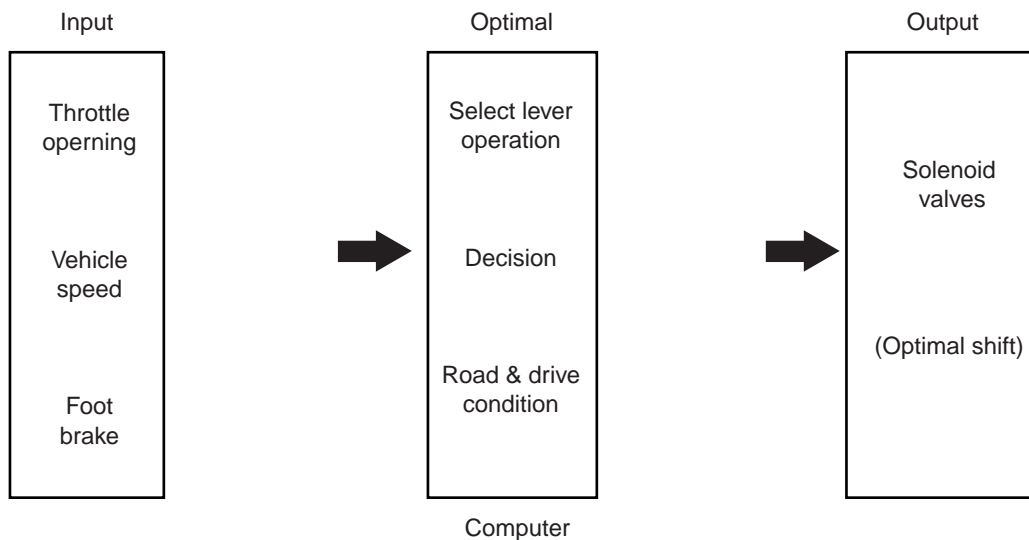 Input
Throttle
operning
Vehicle
speed
Foot
brake
Optimal
Select lever
operation
Decision
Road & drive
condition
Computer
Output
Solenoid
valves
(Optimal shift)